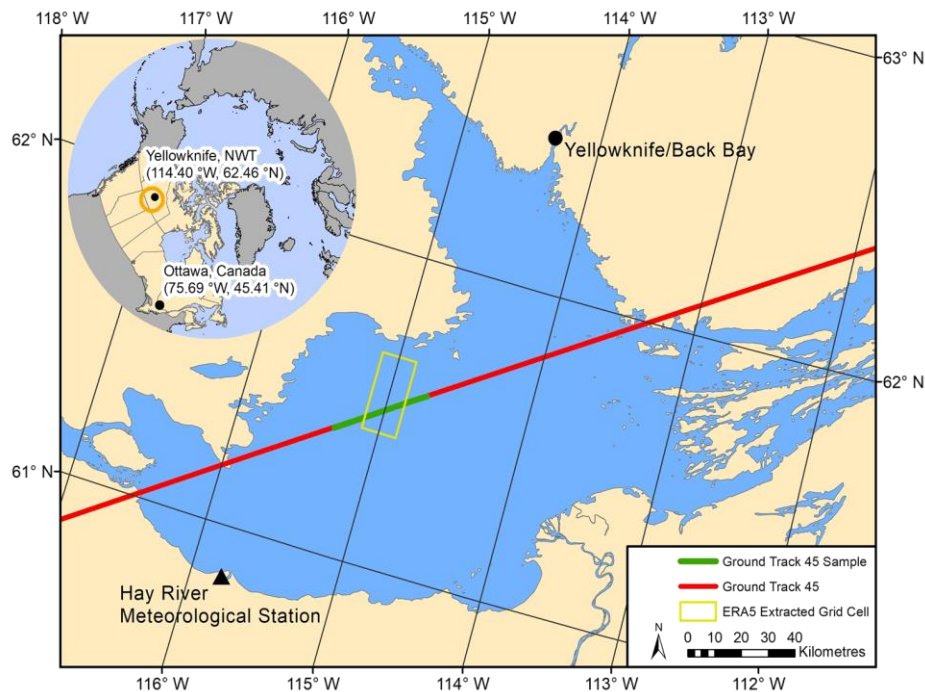 118° W
117° W
116° W
115° W
114° W
113° W
63° N
62° N
Yellowknife, NWT
(114.40 °W, 62.46 °N)
Ottawa, Canada
(75.69 °W, 45.41 °N)
Yellowknife/Back Bay
62° N
61° N
Hay River
Meteorological Station
Ground Track 45 Sample
Ground Track 45
ERA5 Extracted Grid Cell
N
0 5 10 20 30 40
Kilometres
116° W
115° W
114° W
113° W
112° W